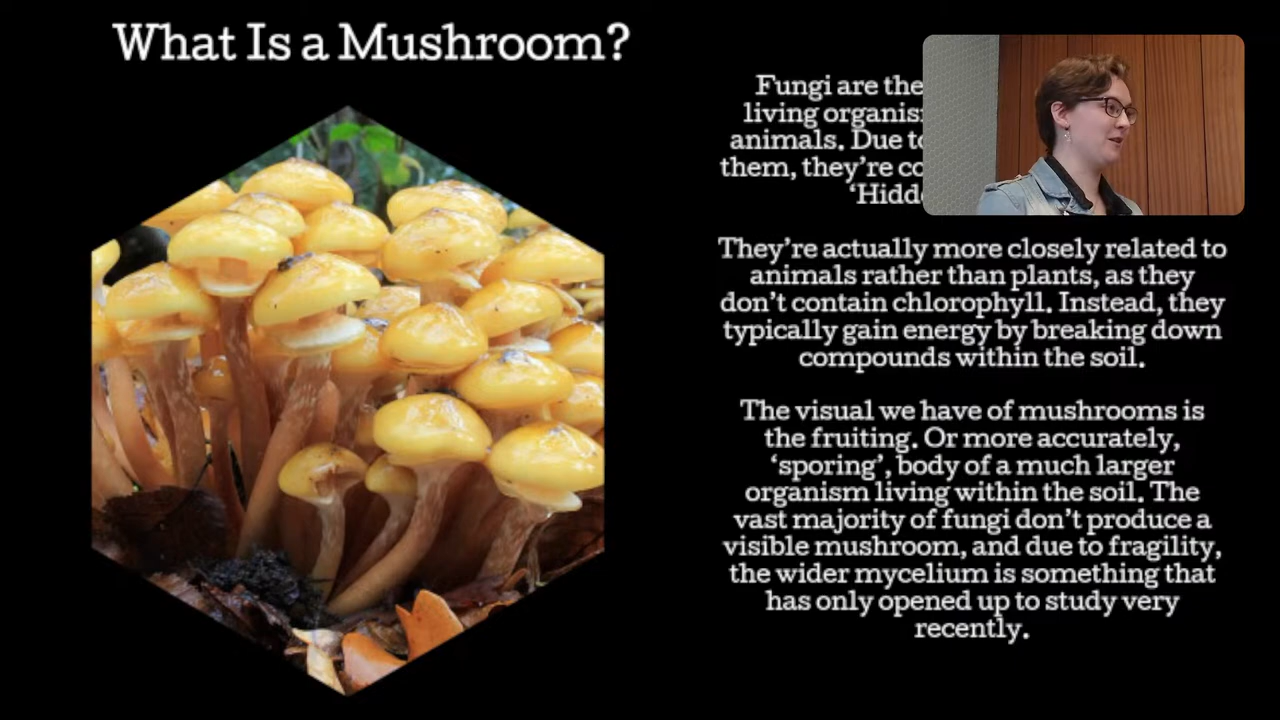 What Is a Mushroom?
Fungi are the
living
animals. Due
them, they're

They're actually more closely related to
animals rather than plants, as they
don't contain chlorophyll. Instead, they
typically gain energy by breaking down
compounds within the soil.
The visual we have of mushrooms is
the fruiting. Or more accurately,
‘sporing’, body of a much larger
organism living within the soil. The
vast majority of fungi don't produce a
visible mushroom, and due to fragility,
the wider mycelium is something that
has only opened up to study very
recently.